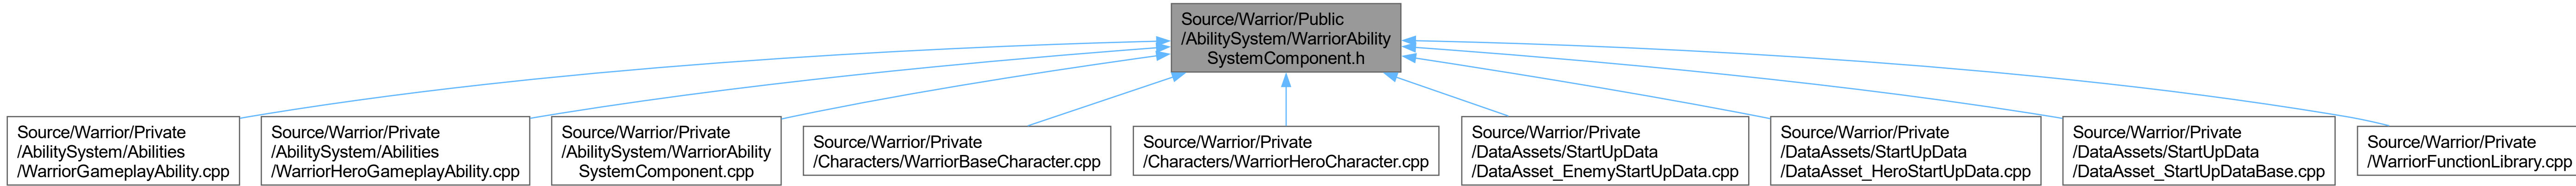 Source/Warrior/Public
/AbilitySystem/WarriorAbility
SystemComponent.h
Source/Warrior/Private
/AbilitySystem/Abilities
/WarriorGameplayAbility.cpp
Source/Warrior/Private
/AbilitySystem/Abilities
/WarriorHeroGameplayAbility.cpp
Source/Warrior/Private
/AbilitySystem/WarriorAbility
SystemComponent.cpp
Source/Warrior/Private
/Characters/WarriorBaseCharacter.cpp
Source/Warrior/Private
/Characters/WarriorHeroCharacter.cpp
Source/Warrior/Private
/DataAssets/StartUpData
/DataAsset_EnemyStartUpData.cpp
Source/Warrior/Private
/DataAssets/StartUpData
/DataAsset_HeroStartUpData.cpp
Source/Warrior/Private
/DataAssets/StartUpData
/DataAsset_StartUpDataBase.cpp
Source/Warrior/Private
/WarriorFunctionLibrary.cpp